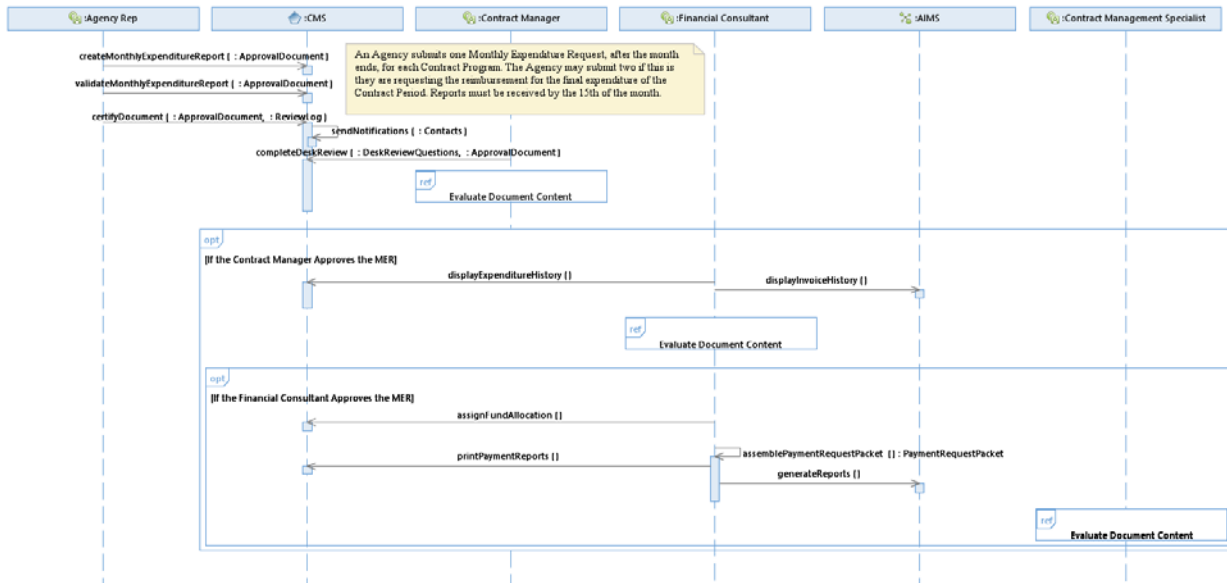 :Agency Rep
:CMS
:Contract Manager
:Financial Consultant
:AIMS
:Contract Management Specialist
createMonthlyExpenditureReport ( : ApprovalDocument)
validateMonthlyExpenditureReport ( : ApprovalDocument)
An Agency submits one Monthly Expenditure Request, after the month
ends, for each Contract Program. The Agency may submit two if this is
they are requesting the reimbursement for the final expenditure of the
Contract Period. Reports must be received by the 15th of the month.
certifyDocument ( : ApprovalDocument, : ReviewLog)
sendNotifications ( : Contacts)
completeDeskReview ( : DeskReviewQuestions, : ApprovalDocument)
ref
Evaluate Document Content
opt
[If the Contract Manager Approves the MER]
displayExpenditureHistory ()
displayInvoiceHistory ()
ref
Evaluate Document Content
opt
[If the Financial Consultant Approves the MER]
assignFundAllocation ()
assemblePaymentRequestPacket () : PaymentRequestPacket
printPaymentReports ()
generateReports ()
ref
Evaluate Document Content